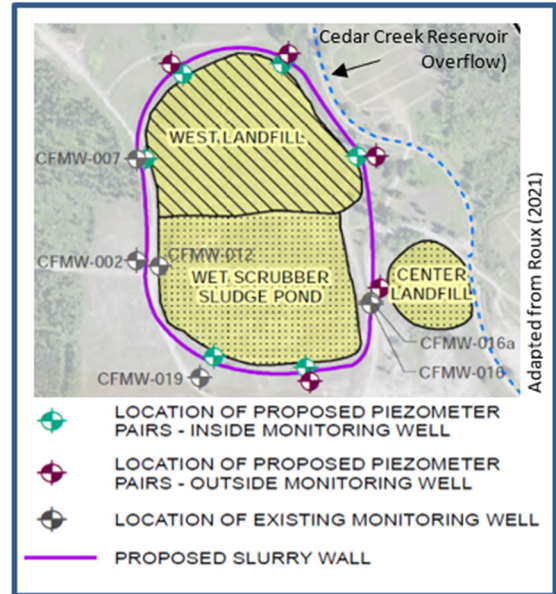 Cedar Creek Reservoir
Overflow)
WEST LANDFILL
CFMW-007
CFMW-002
CFMW-012
WET SCRUBBER
SLUDGE POND
CENTER
LANDFILL
CFMW-016a
CFMW-016
CFMW-019
Adapted from Roux (2021)
LOCATION OF PROPOSED PIEZOMETER
PAIRS - INSIDE MONITORING WELL
LOCATION OF PROPOSED PIEZOMETER
PAIRS - OUTSIDE MONITORING WELL
LOCATION OF EXISTING MONITORING WELL
PROPOSED SLURRY WALL